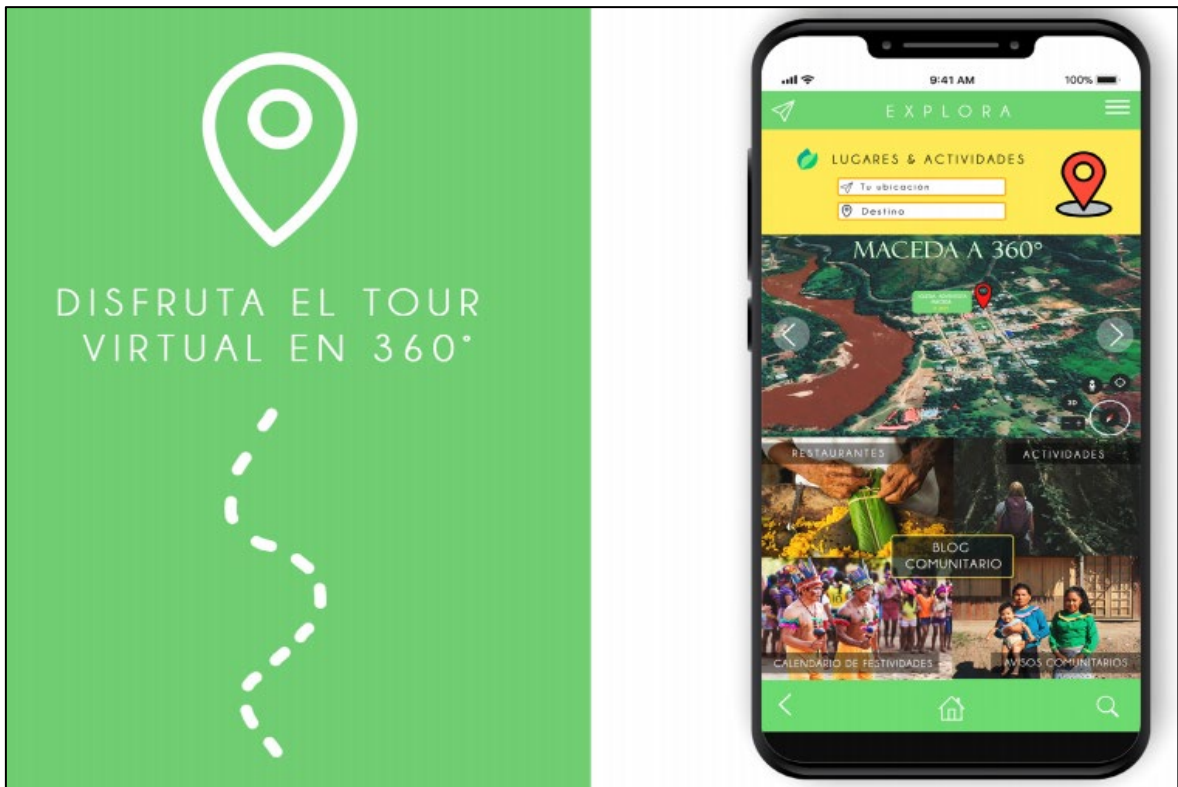 DISFRUTA EL TOUR
VIRTUAL EN 360°
9:41 AM
100%
EXPLORA
LUGARES & ACTIVIDADES
Tu ubicación
Destino
MACEDA A 360°
3D
RESTAURANTES
ACTIVIDADES
BLOG
COMUNITARIO
CALENDARIO DE FESTIVIDADES
AVISOS COMUNITARIOS